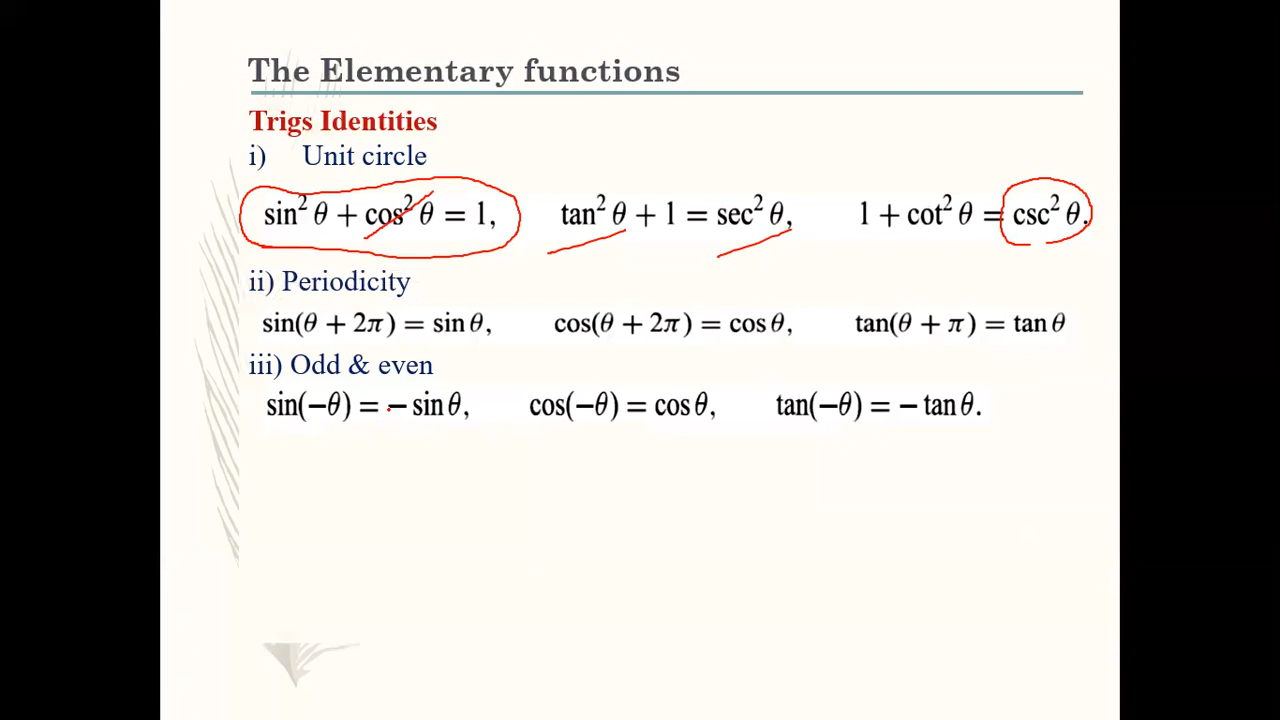 The Elementary functions
Trigs Identities
i) Unit circle
sin² θ + cos² θ = 1, tan² θ + 1 = sec² θ, 1 + cot² θ = csc² θ.
ii) Periodicity
sin(θ + 2π) = sin θ, cos(θ + 2π) = cos θ, tan(θ + π) = tan θ
iii) Odd & even
sin(−θ) = − sin θ, cos(−θ) = cos θ, tan(−θ) = − tan θ.